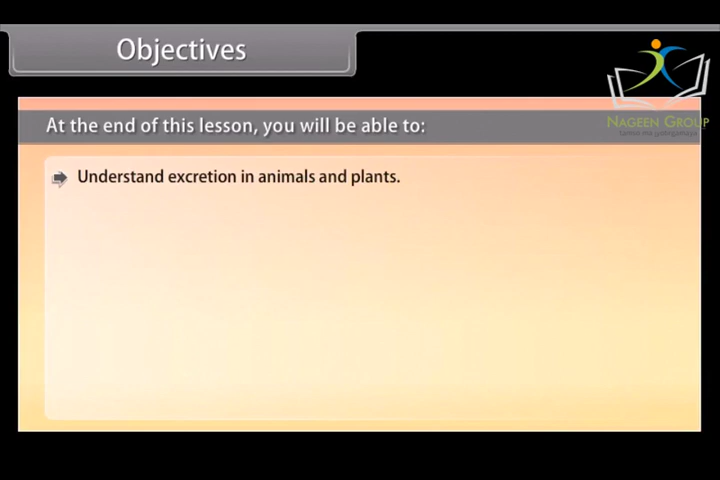 Objectives
NAGEEN GROUP
At the end of this lesson, you will be able to:
Understand excretion in animals and plants.